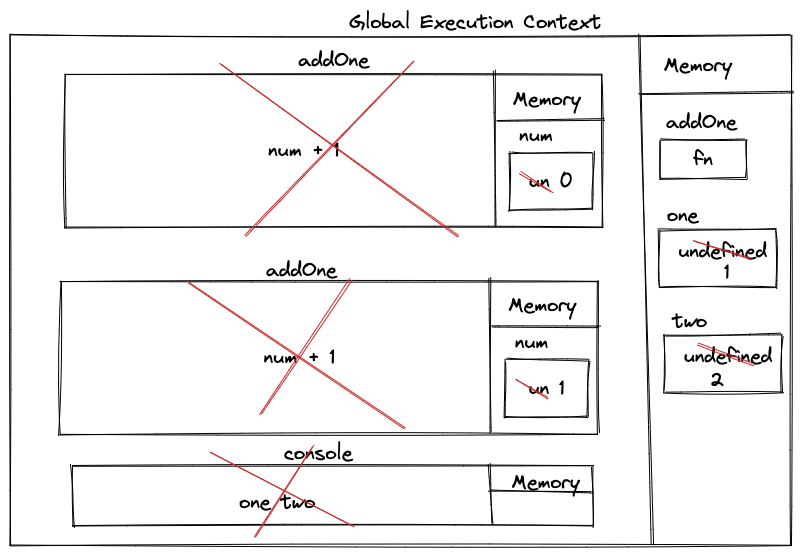 Global Execution Context
addOne
Memory
num + 1
num
un 0
addOne
Memory
num + 1
num
un 1
console
Memory
one two
Memory
addOne
fn
one
undefined
1
two
undefined
2